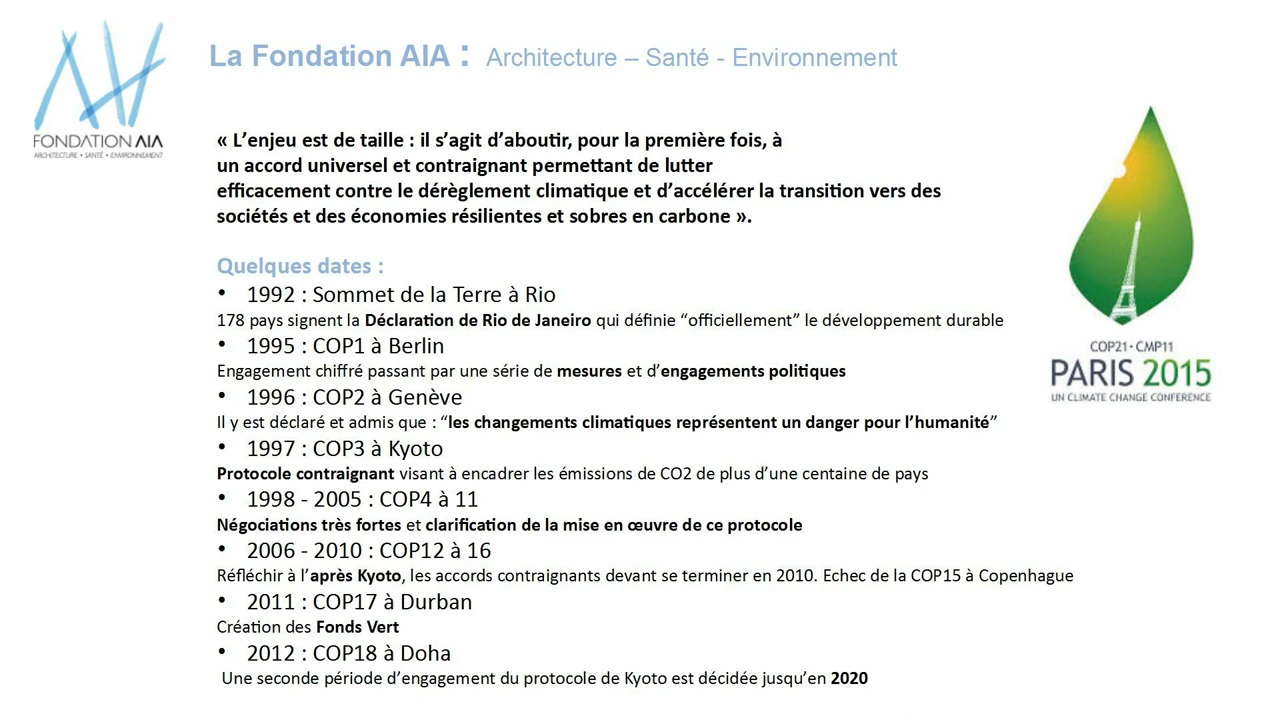 FONDATION AIA
ARCHITECTURE • SANTÉ • ENVIRONNEMENT
La Fondation AIA : Architecture – Santé - Environnement
« L’enjeu est de taille : il s’agit d’aboutir, pour la première fois, à
un accord universel et contraignant permettant de lutter
efficacement contre le dérèglement climatique et d’accélérer la transition vers des
sociétés et des économies résilientes et sobres en carbone ».
Quelques dates :
• 1992 : Sommet de la Terre à Rio
178 pays signent la Déclaration de Rio de Janeiro qui définie “officiellement” le développement durable
• 1995 : COP1 à Berlin
Engagement chiffré passant par une série de mesures et d’engagements politiques
• 1996 : COP2 à Genève
Il y est déclaré et admis que : “les changements climatiques représentent un danger pour l’humanité”
• 1997 : COP3 à Kyoto
Protocole contraignant visant à encadrer les émissions de CO2 de plus d’une centaine de pays
• 1998 - 2005 : COP4 à 11
Négociations très fortes et clarification de la mise en œuvre de ce protocole
• 2006 - 2010 : COP12 à 16
Réfléchir à l’après Kyoto, les accords contraignants devant se terminer en 2010. Echec de la COP15 à Copenhague
• 2011 : COP17 à Durban
Création des Fonds Vert
• 2012 : COP18 à Doha
Une seconde période d’engagement du protocole de Kyoto est décidée jusqu’en 2020
COP21·CMP11
PARIS 2015
UN CLIMATE CHANGE CONFERENCE